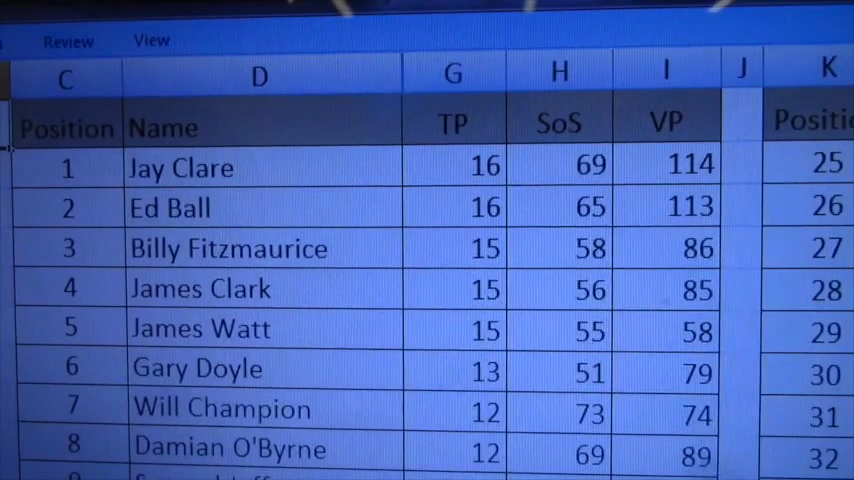 Review View
C D G H I J K
Position Name TP SoS VP
1 Jay Clare 16 69 114 25
2 Ed Ball 16 65 113 26
3 Billy Fitzmaurice 15 58 86 27
4 James Clark 15 56 85 28
5 James Watt 15 55 58 29
6 Gary Doyle 13 51 79 30
7 Will Champion 12 73 74 31
8 Damian O'Byrne 12 69 89 32